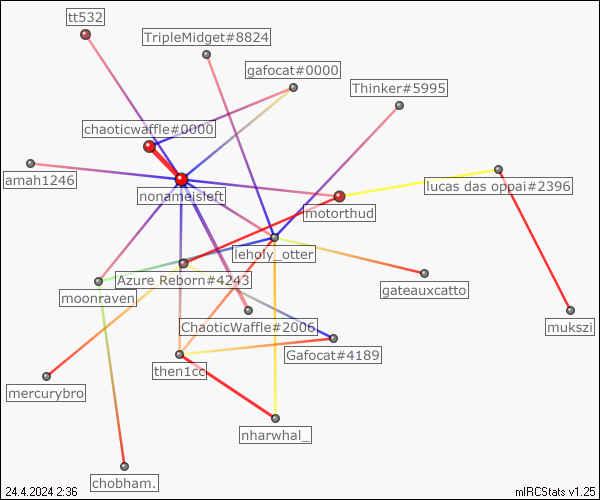 tt532
TripleMidget#8824
gafocat#0000
Thinker#5995
chaoticwaffle#0000
amah1246
nonameisleft
lucas das oppai#2396
motorthud
leholy_otter
Azure Reborn#4243
gateauxcatto
moonraven
ChaoticWaffle#2006
mukszi
Gafocat#4189
then1cc
mercurybro
nharwhal_
chobham.
24.4.2024 2:36
mIRCStats v1.25